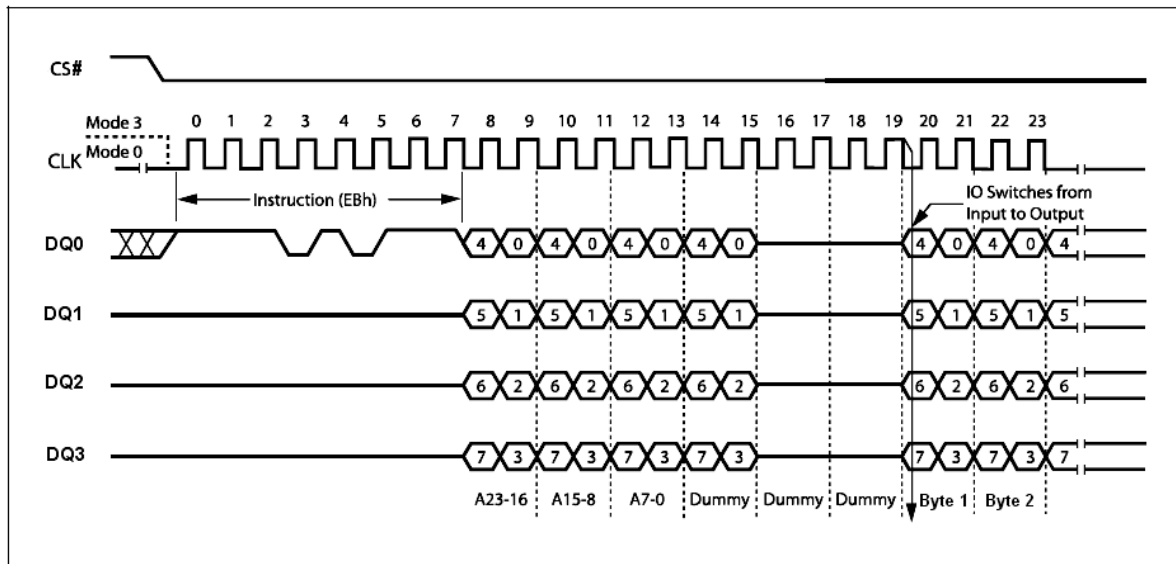 CS#
Mode 3
0 1 2 3 4 5 6 7 8 9 10 11 12 13 14 15 16 17 18 19 20 21 22 23
CLK
Mode 0
Instruction (EBh)
IO Switches from
Input to Output
DQ0
4 0 4 0 4 0 4 0 4 0 4 0 4
DQ1
5 1 5 1 5 1 5 1 5 1 5 1 5
DQ2
6 2 6 2 6 2 6 2 6 2 6 2 6
DQ3
7 3 7 3 7 3 7 3 7 3 7 3 7
A23-16 A15-8 A7-0 Dummy Dummy Dummy Byte 1 Byte 2